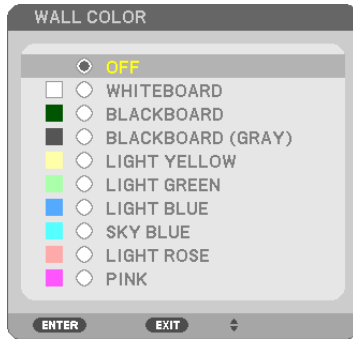 WALL COLOR
OFF
WHITEBOARD
BLACKBOARD
BLACKBOARD (GRAY)
LIGHT YELLOW
LIGHT GREEN
LIGHT BLUE
SKY BLUE
LIGHT ROSE
PINK
ENTER EXIT